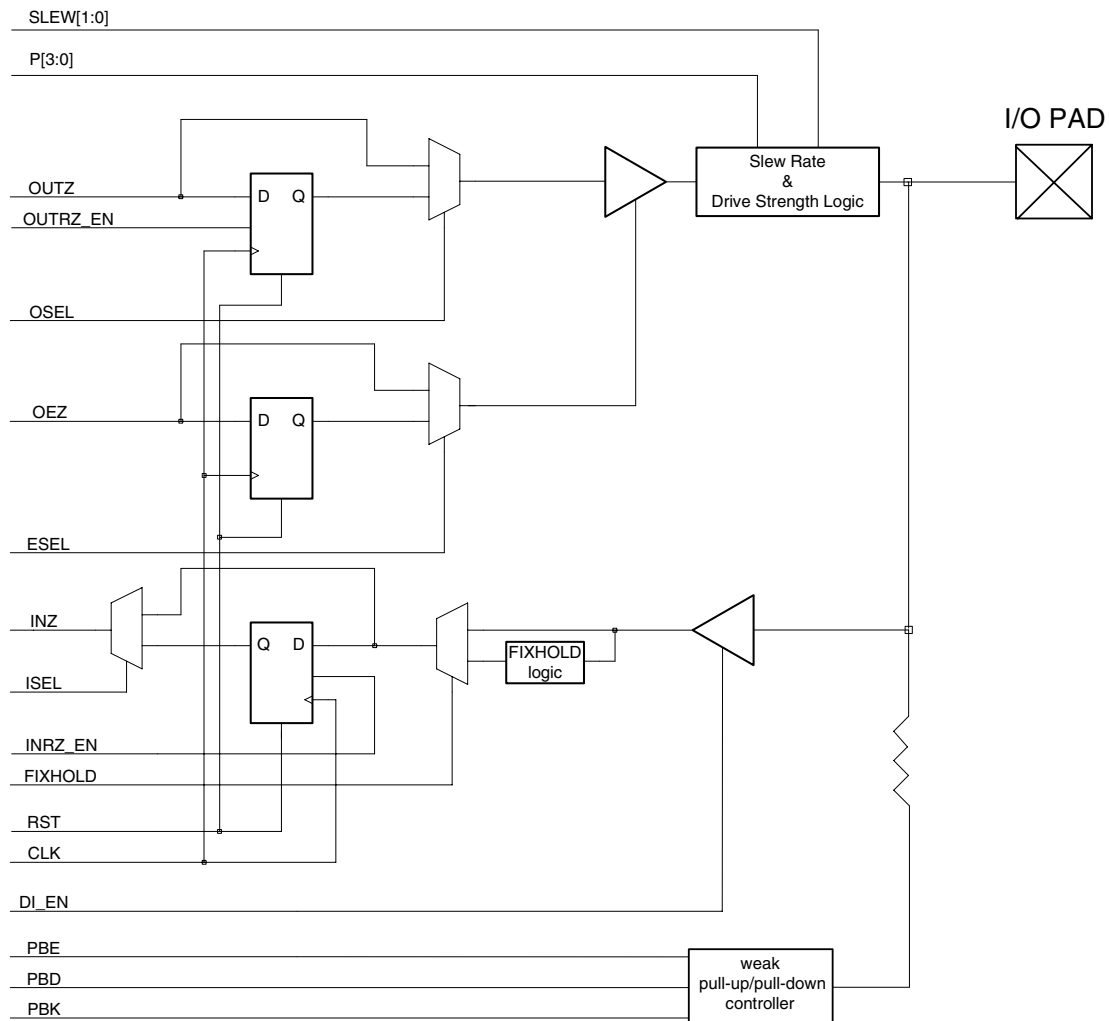 SLEW[1:0]
P[3:0]
I/O PAD
Slew Rate
&
Drive Strength Logic
OUTZ
D Q
OUTRZ_EN
OSEL
OEZ
D Q
ESEL
INZ
Q D
FIXHOLD
logic
ISEL
INRZ_EN
FIXHOLD
RST
CLK
DI_EN
PBE
PBD
PBK
weak
pull-up/pull-down
controller